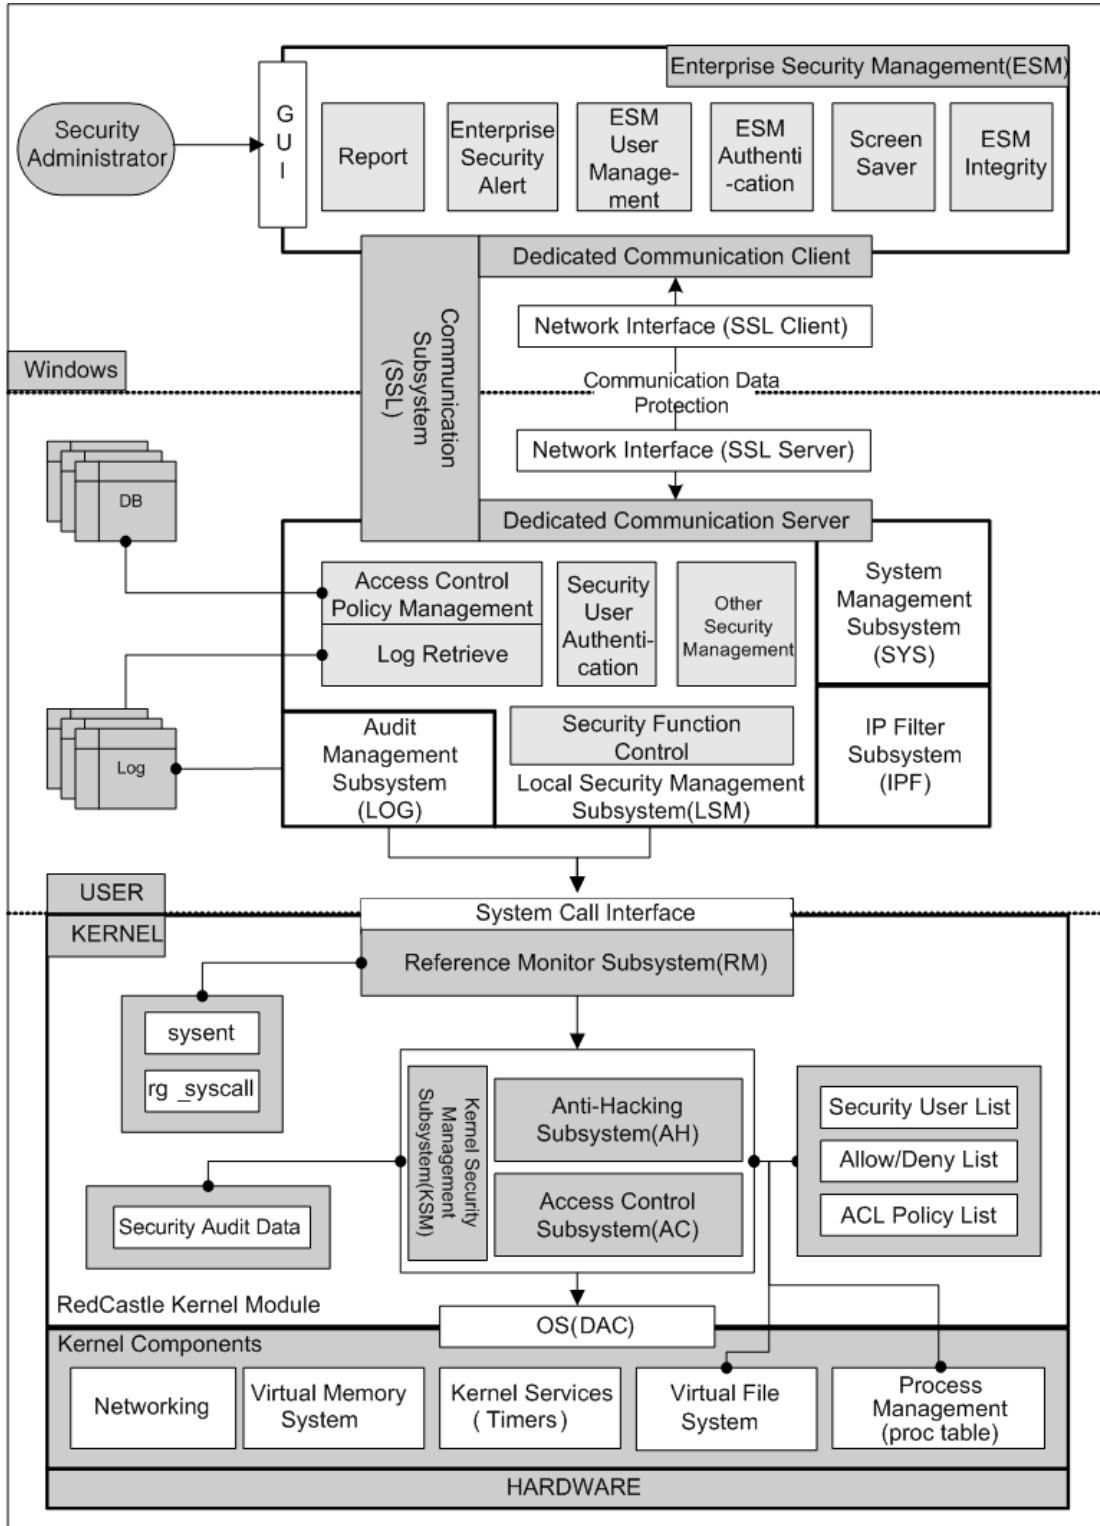 Enterprise Security Management(ESM)
Security
Administrator
G
U
I
Report
Enterprise
Security
Alert
ESM
User
Manage-
ment
ESM
Authenti
-cation
Screen
Saver
ESM
Integrity
Dedicated Communication Client
Communication
Subsystem
(SSL)
Network Interface (SSL Client)
Windows
Communication Data
Protection
Network Interface (SSL Server)
DB
Dedicated Communication Server
Access Control
Policy Management
Log Retrieve
Security
User
Authenti-
cation
Other
Security
Management
System
Management
Subsystem
(SYS)
Log
Audit
Management
Subsystem
(LOG)
Security Function
Control
Local Security Management
Subsystem(LSM)
IP Filter
Subsystem
(IPF)
USER
System Call Interface
KERNEL
Reference Monitor Subsystem(RM)
sysent
rg _syscall
Kernel Security
Management
Subsystem(KSM)
Anti-Hacking
Subsystem(AH)
Access Control
Subsystem(AC)
Security User List
Allow/Deny List
ACL Policy List
Security Audit Data
RedCastle Kernel Module
OS(DAC)
Kernel Components
Networking
Virtual Memory
System
Kernel Services
( Timers)
Virtual File
System
Process
Management
(proc table)
HARDWARE